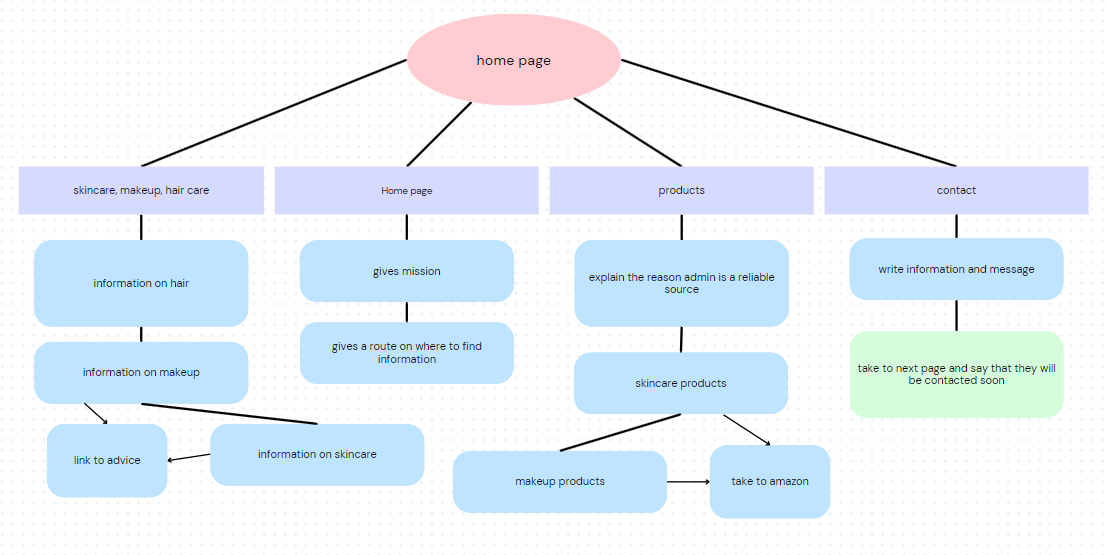 home page
skincare, makeup, hair care
Home page
products
contact
information on hair
gives mission
explain the reason admin is a reliable
source
write information and message
information on makeup
gives a route on where to find
information
skincare products
take to next page and say that they will
be contacted soon
link to advice
information on skincare
makeup products
take to amazon